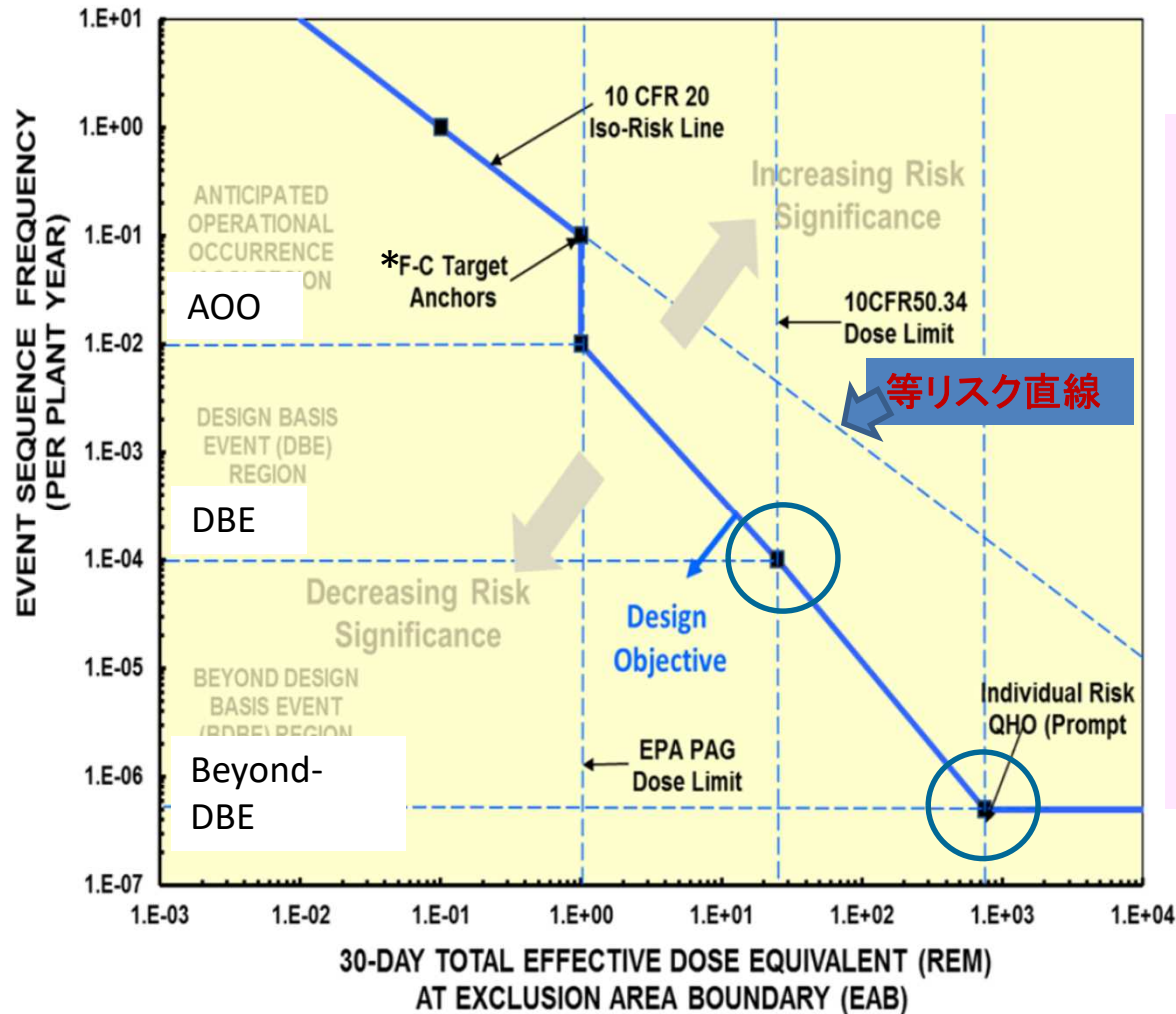 EVENT SEQUENCE FREQUENCY
(PER PLANT YEAR)
1.E+01
1.E+00
1.E-01
1.E-02
1.E-03
1.E-04
1.E-05
1.E-06
1.E-07
10 CFR 20
Iso-Risk Line
Increasing Risk
Significance
ANTICIPATED
OPERATIONAL
OCCURRENCE
AOO
*F-C Target
Anchors
10CFR50.34
Dose Limit
等リスク直線
DESIGN BASIS
EVENT (DBE)
REGION
DBE
Decreasing Risk
Significance
Design
Objective
BEYOND DESIGN
BASIS EVENT
(BDBE) REGION
Beyond-
DBE
EPA PAG
Dose Limit
Individual Risk
QHO (Prompt
1.E-03
1.E-02
1.E-01
1.E+00
1.E+01
1.E+02
1.E+03
1.E+04
30-DAY TOTAL EFFECTIVE DOSE EQUIVALENT (REM)
AT EXCLUSION AREA BOUNDARY (EAB)